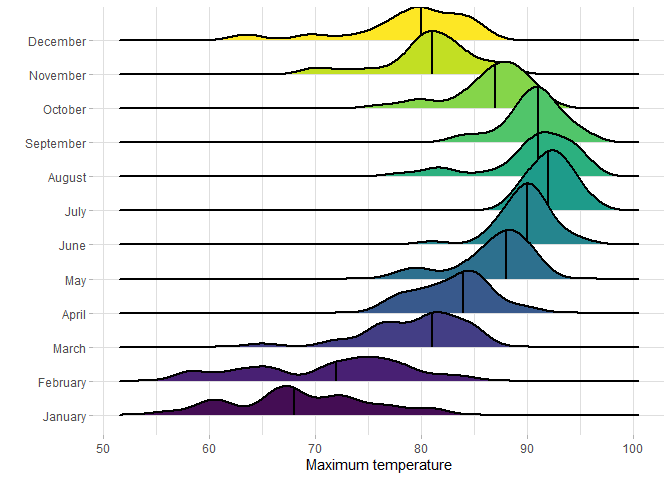 December
November
October
September
August
July
June
May
April
March
February
January
50 60 70 80 90 100
Maximum temperature